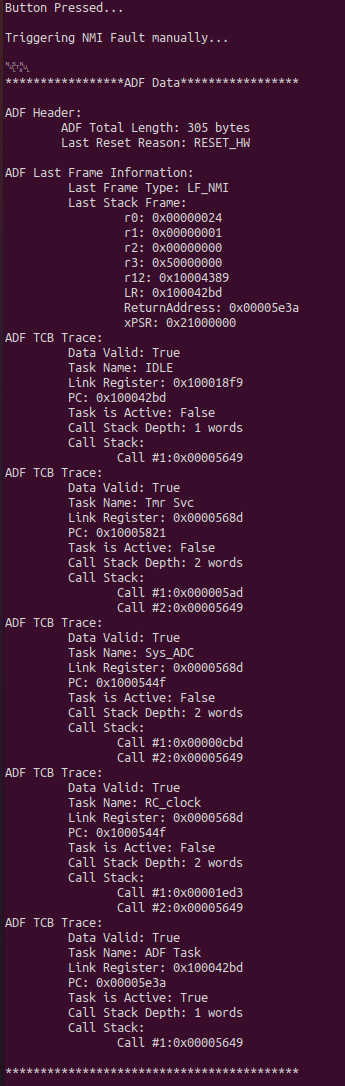 Button Pressed...
Triggering NMI Fault manually...
*****************ADF Data*****************
ADF Header:
ADF Total Length: 305 bytes
Last Reset Reason: RESET_HW
ADF Last Frame Information:
Last Frame Type: LF_NMI
Last Stack Frame:
r0: 0x00000024
r1: 0x00000001
r2: 0x00000000
r3: 0x50000000
r12: 0x10004389
LR: 0x100042bd
ReturnAddress: 0x00005e3a
xPSR: 0x21000000
ADF TCB Trace:
Data Valid: True
Task Name: IDLE
Link Register: 0x100018f9
PC: 0x100042bd
Task is Active: False
Call Stack Depth: 1 words
Call Stack:
Call #1:0x00005649
ADF TCB Trace:
Data Valid: True
Task Name: Tmr Svc
Link Register: 0x0000568d
PC: 0x10005821
Task is Active: False
Call Stack Depth: 2 words
Call Stack:
Call #1:0x000005ad
Call #2:0x00005649
ADF TCB Trace:
Data Valid: True
Task Name: Sys_ADC
Link Register: 0x0000568d
PC: 0x1000544f
Task is Active: False
Call Stack Depth: 2 words
Call Stack:
Call #1:0x00000cbd
Call #2:0x00005649
ADF TCB Trace:
Data Valid: True
Task Name: RC_clock
Link Register: 0x0000568d
PC: 0x1000544f
Task is Active: False
Call Stack Depth: 2 words
Call Stack:
Call #1:0x00001ed3
Call #2:0x00005649
ADF TCB Trace:
Data Valid: True
Task Name: ADF Task
Link Register: 0x100042bd
PC: 0x00005e3a
Task is Active: True
Call Stack Depth: 1 words
Call Stack:
Call #1:0x00005649
******************************************